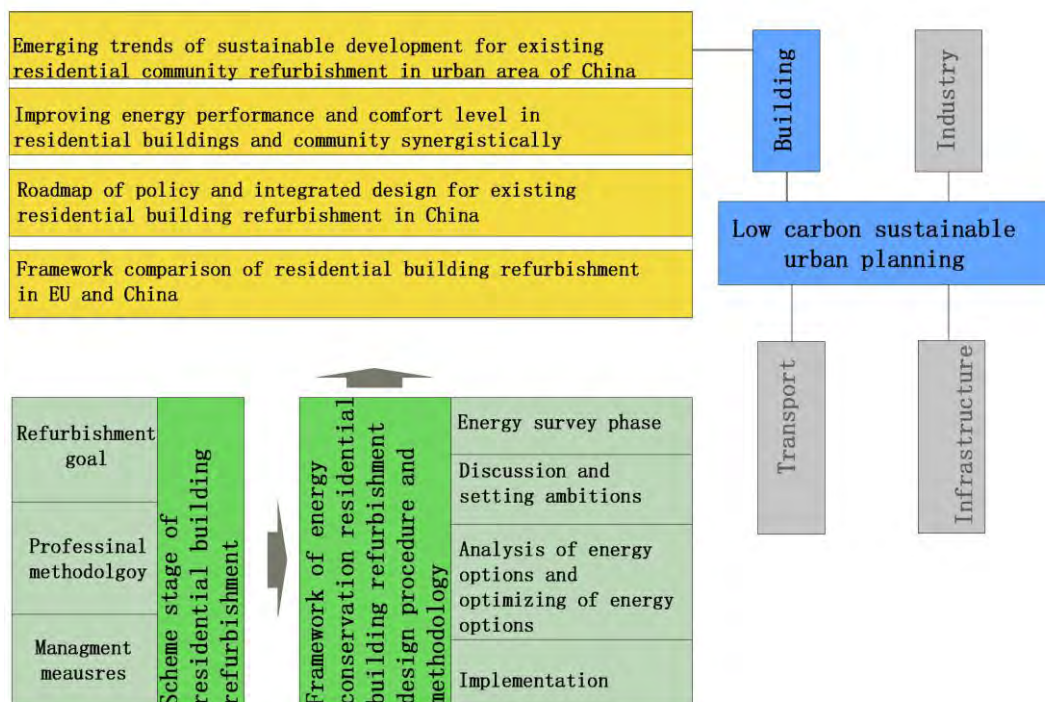 Emerging trends of sustainable development for existing
residential community refurbishment in urban area of China
Improving energy performance and comfort level in
residential buildings and community synergistically
Roadmap of policy and integrated design for existing
residential building refurbishment in China
Framework comparison of residential building refurbishment
in EU and China
Building
Industry
Low carbon sustainable
urban planning
Transport
Infrastructure
Refurbishment
goal
Professinal
methodolgoy
Managment
meausres
Scheme stage of
residential building
refurbishment
Framework of energy
conservation residential
building refurbishment
design procedure and
methodology
Energy survey phase
Discussion and
setting ambitions
Analysis of energy
options and
optimizing of energy
options
Implementation